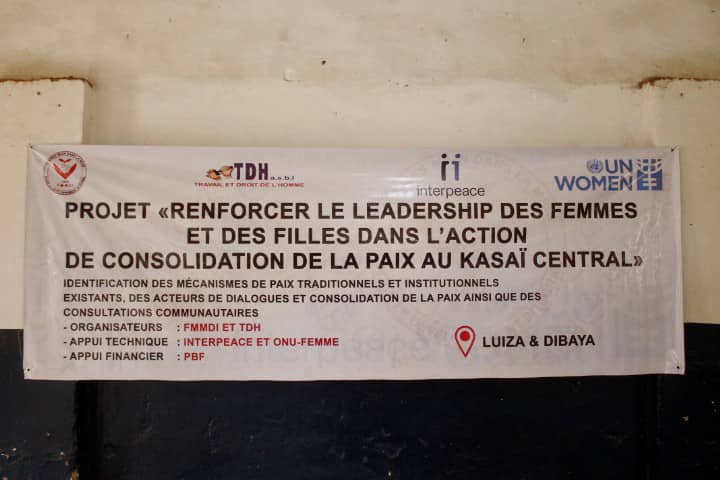 TDH a.s.b.l
TRAVAIL ET DROIT DE L'HOMME
interpeace
UN
WOMEN
PROJET «RENFORCER LE LEADERSHIP DES FEMMES
ET DES FILLES DANS L'ACTION
DE CONSOLIDATION DE LA PAIX AU KASAÏ CENTRAL»
IDENTIFICATION DES MÉCANISMES DE PAIX TRADITIONNELS ET INSTITUTIONNELS
EXISTANTS, DES ACTEURS DE DIALOGUES ET CONSOLIDATION DE LA PAIX AINSI QUE DES
CONSULTATIONS COMMUNAUTAIRES
- ORGANISATEURS : FMMDI ET TDH
- APPUI TECHNIQUE : INTERPEACE ET ONU-FEMME
- APPUI FINANCIER : PBF
LUIZA & DIBAYA